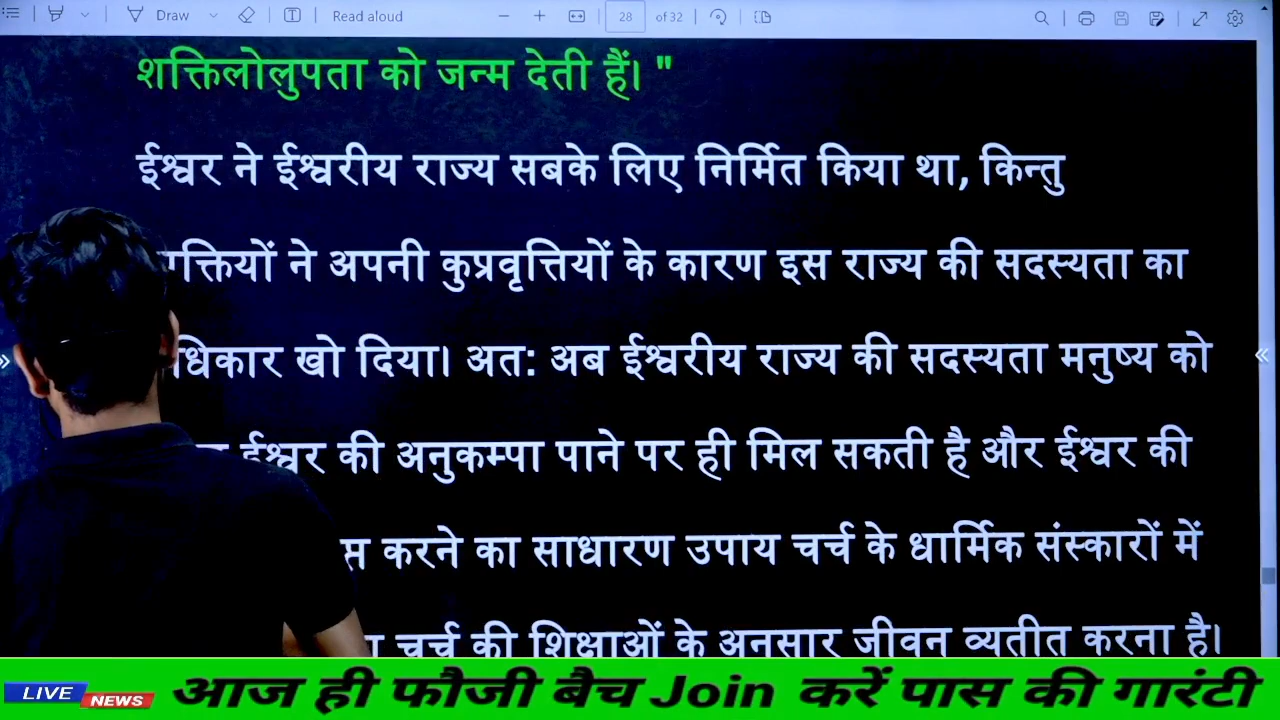 Draw
Read aloud
28 of 32
शक्तिलोलुपता को जन्म देती हैं। "
ईश्वर ने ईश्वरीय राज्य सबके लिए निर्मित किया था, किन्तु
ने अपनी कुप्रवृत्तियों के कारण इस राज्य की सदस्यता का
खो दिया। अत: अब ईश्वरीय राज्य की सदस्यता मनुष्य को
ईश्वर की अनुकम्पा पाने पर ही मिल सकती है और ईश्वर की
करने का साधारण उपाय चर्च के धार्मिक संस्कारों में
चर्च की शिक्षाओं के अनुसार जीवन व्यतीत करना है।
LIVE NEWS आज ही फौजी बैच Join करें पास की गारंटी